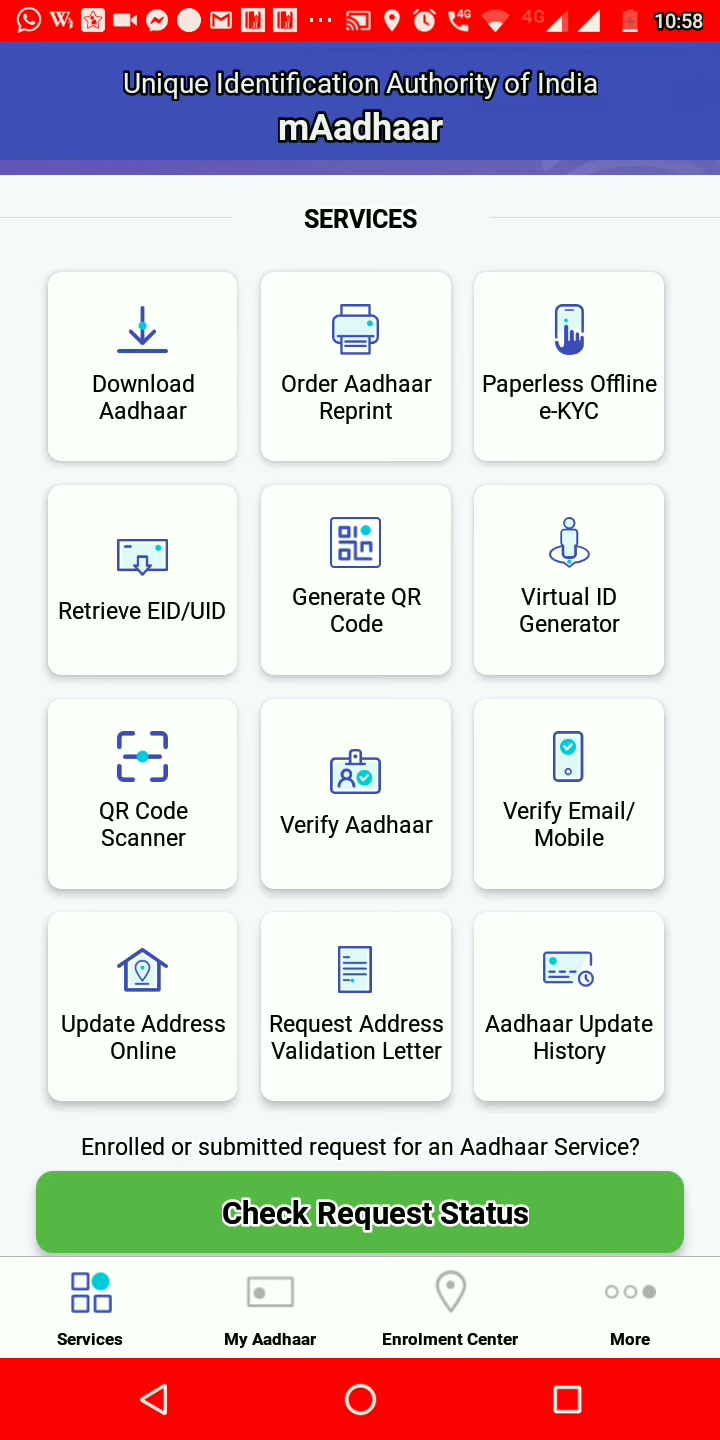 10:58
Unique Identification Authority of India
mAadhaar
SERVICES
Download
Aadhaar
Order Aadhaar
Reprint
Paperless Offline
e-KYC
Retrieve EID/UID
Generate QR
Code
Virtual ID
Generator
QR Code
Scanner
Verify Aadhaar
Verify Email/
Mobile
Update Address
Online
Request Address
Validation Letter
Aadhaar Update
History
Enrolled or submitted request for an Aadhaar Service?
Check Request Status
Services
My Aadhaar
Enrolment Center
More